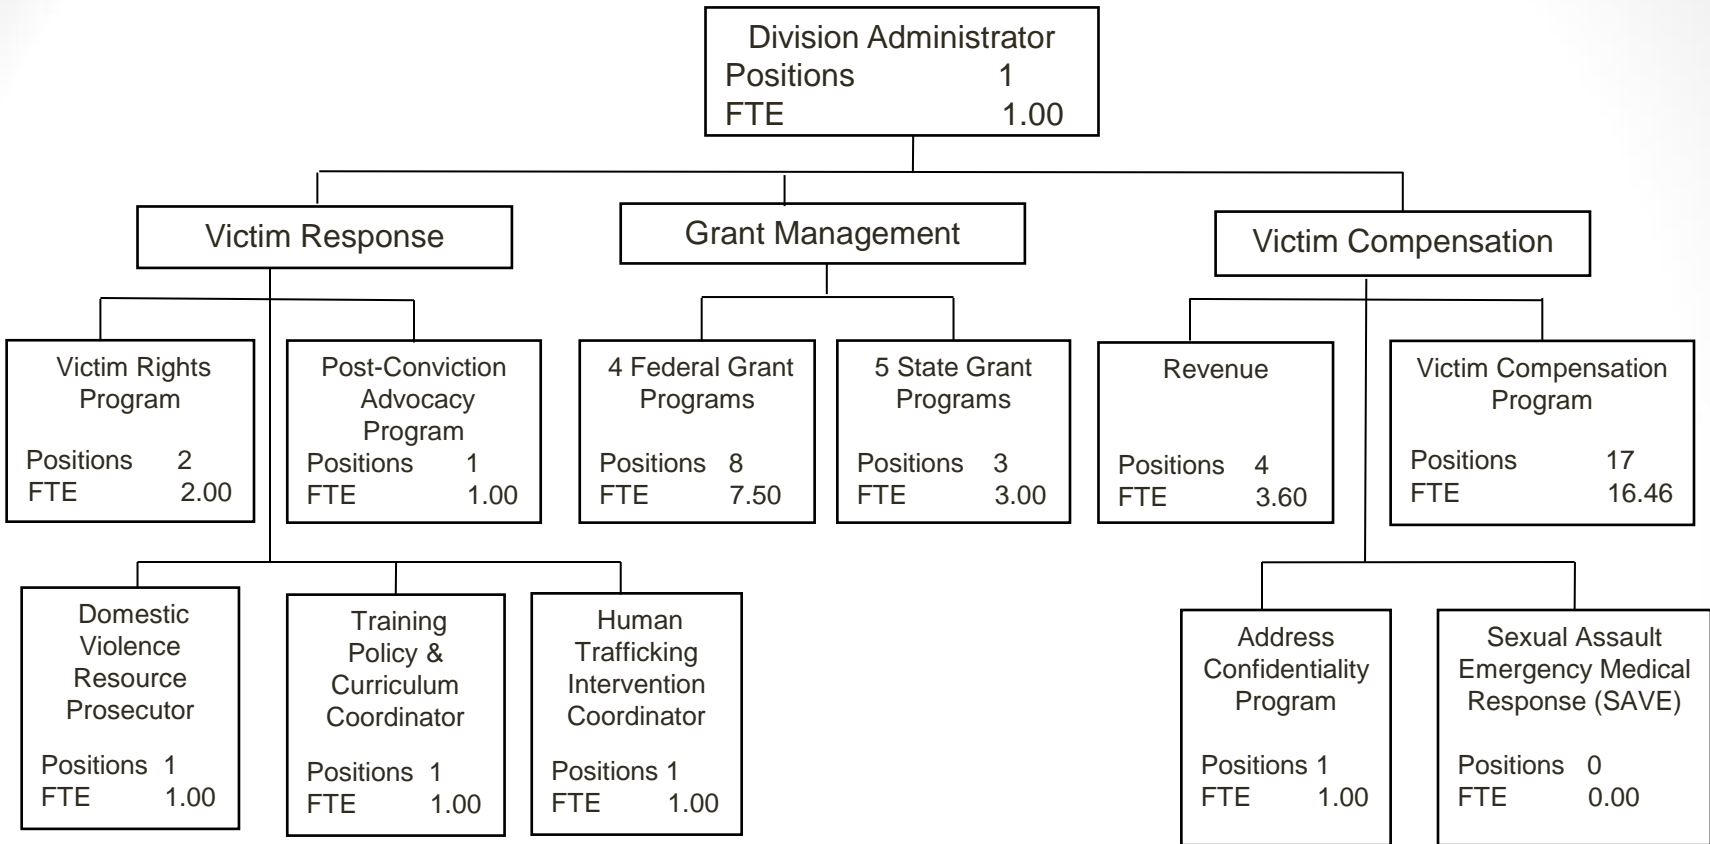 Division Administrator
Positions 1
FTE 1.00
Victim Response
Grant Management
Victim Compensation
Victim Rights
Program
Positions 2
FTE 2.00
Post-Conviction
Advocacy
Program
Positions 1
FTE 1.00
4 Federal Grant
Programs
Positions 8
FTE 7.50
5 State Grant
Programs
Positions 3
FTE 3.00
Revenue
Positions 4
FTE 3.60
Victim Compensation
Program
Positions 17
FTE 16.46
Domestic
Violence
Resource
Prosecutor
Positions 1
FTE 1.00
Training
Policy &
Curriculum
Coordinator
Positions 1
FTE 1.00
Human
Trafficking
Intervention
Coordinator
Positions 1
FTE 1.00
Address
Confidentiality
Program
Positions 1
FTE 1.00
Sexual Assault
Emergency Medical
Response (SAVE)
Positions 0
FTE 0.00